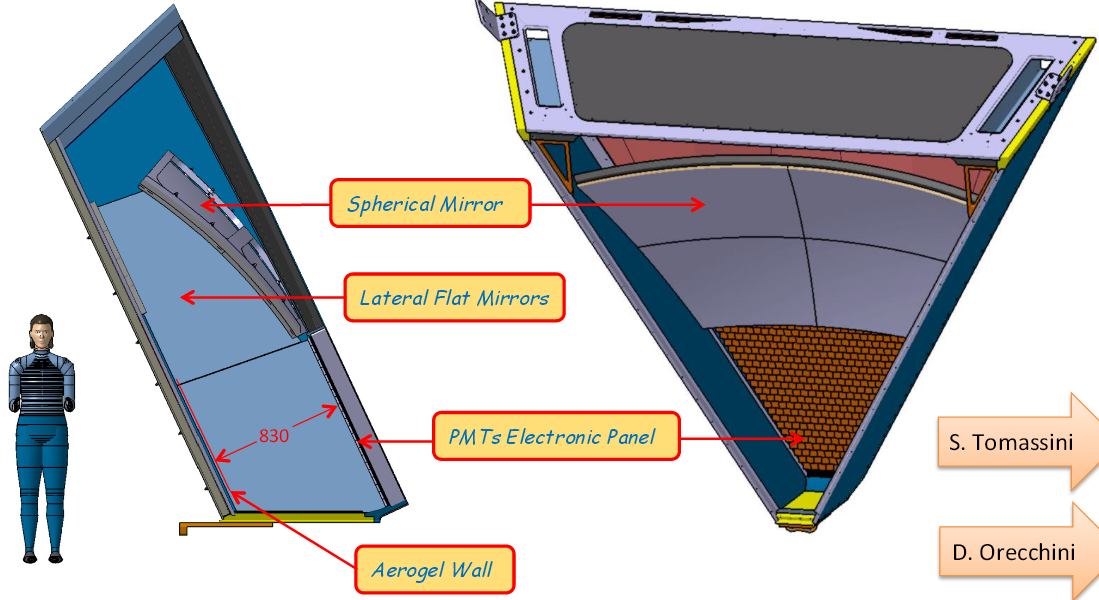 Spherical Mirror
Lateral Flat Mirrors
830
PMTs Electronic Panel
S. Tomassini
D. Orecchini
Aerogel Wall